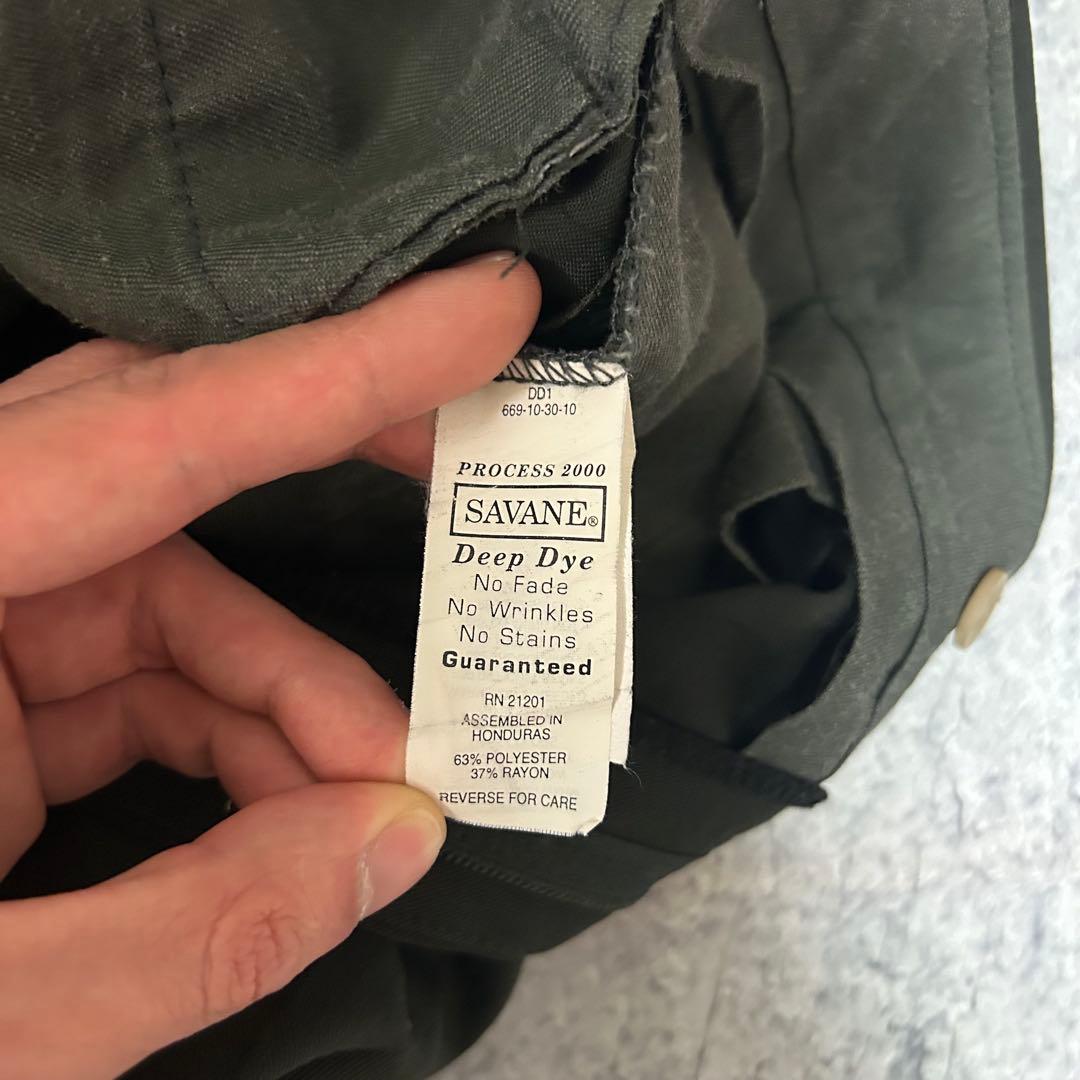 DD1
669-10-30-10
PROCESS 2000
SAVANE®
Deep Dye
No Fade
No Wrinkles
No Stains
Guaranteed
RN 21201
ASSEMBLED IN
HONDURAS
63% POLYESTER
37% RAYON
REVERSE FOR CARE